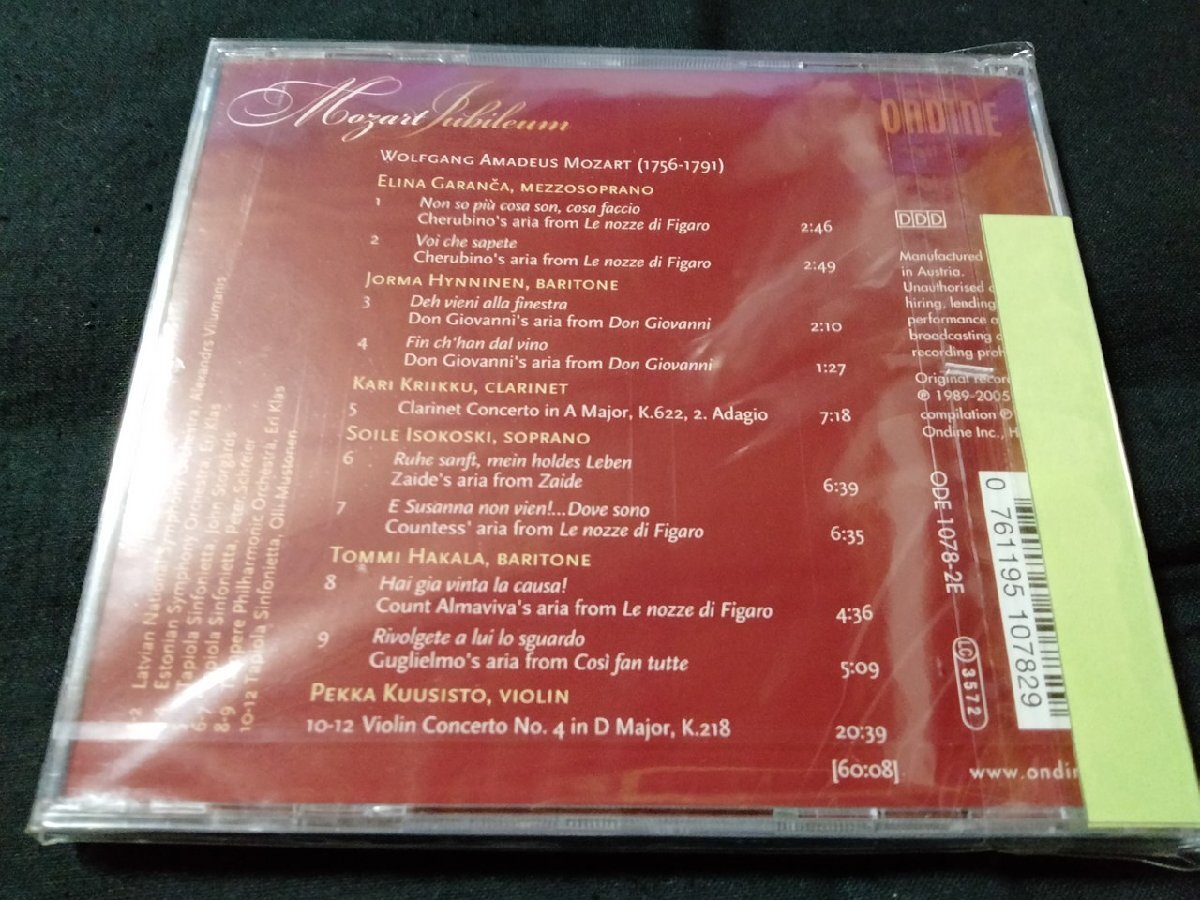 Mozart Jubileum
ONDINE
WOLFGANG AMADEUS MOZART (1756-1791)
ELINA GARANČA, MEZZOSOPRANO
1 Non so più cosa son, cosa faccio
Cherubino's aria from Le nozze di Figaro 2:46
2 Voi che sapete
Cherubino's aria from Le nozze di Figaro 2:49
JORMA HYNNINEN, BARITONE
3 Deh vieni alla finestra
Don Giovanni's aria from Don Giovanni 2:10
4 Fin ch'han dal vino
Don Giovanni's aria from Don Giovanni 1:27
KARI KRIIKKU, CLARINET
5 Clarinet Concerto in A Major, K.622, 2. Adagio 7:18
SOILE ISOKOSKI, SOPRANO
6 Ruhe sanft, mein holdes Leben
Zaide's aria from Zaide 6:39
7 E Susanna non vien!...Dove sono
Countess' aria from Le nozze di Figaro 6:35
TOMMI HAKALA, BARITONE
8 Hai gia vinta la causa!
Count Almaviva's aria from Le nozze di Figaro 4:36
9 Rivolgete a lui lo sguardo
Guglielmo's aria from Così fan tutte 5:09
PEKKA KUUSISTO, VIOLIN
10-12 Violin Concerto No. 4 in D Major, K.218 20:39
[60:08]
DDD
Manufactured
in Austria.
Unauthorised
hiring, lending
performance
broadcasting
recording
Original
℗ 1989-2005
compilation ℗
Ondine Inc.,
ODE 1078-2E
0 761195 107829
LC 3572
www.ondin
Latvian National Symphony Orchestra, Alexandrs Vilumanis
Estonian Symphony Orchestra, Eri Klas
Tapiola Sinfonietta, John Storgårds
6-7 Tapiola Sinfonietta, Peter Schreier
8-9 Tampere Philharmonic Orchestra, Eri Klas
10-12 Tapiola Sinfonietta, Olli Mustonen